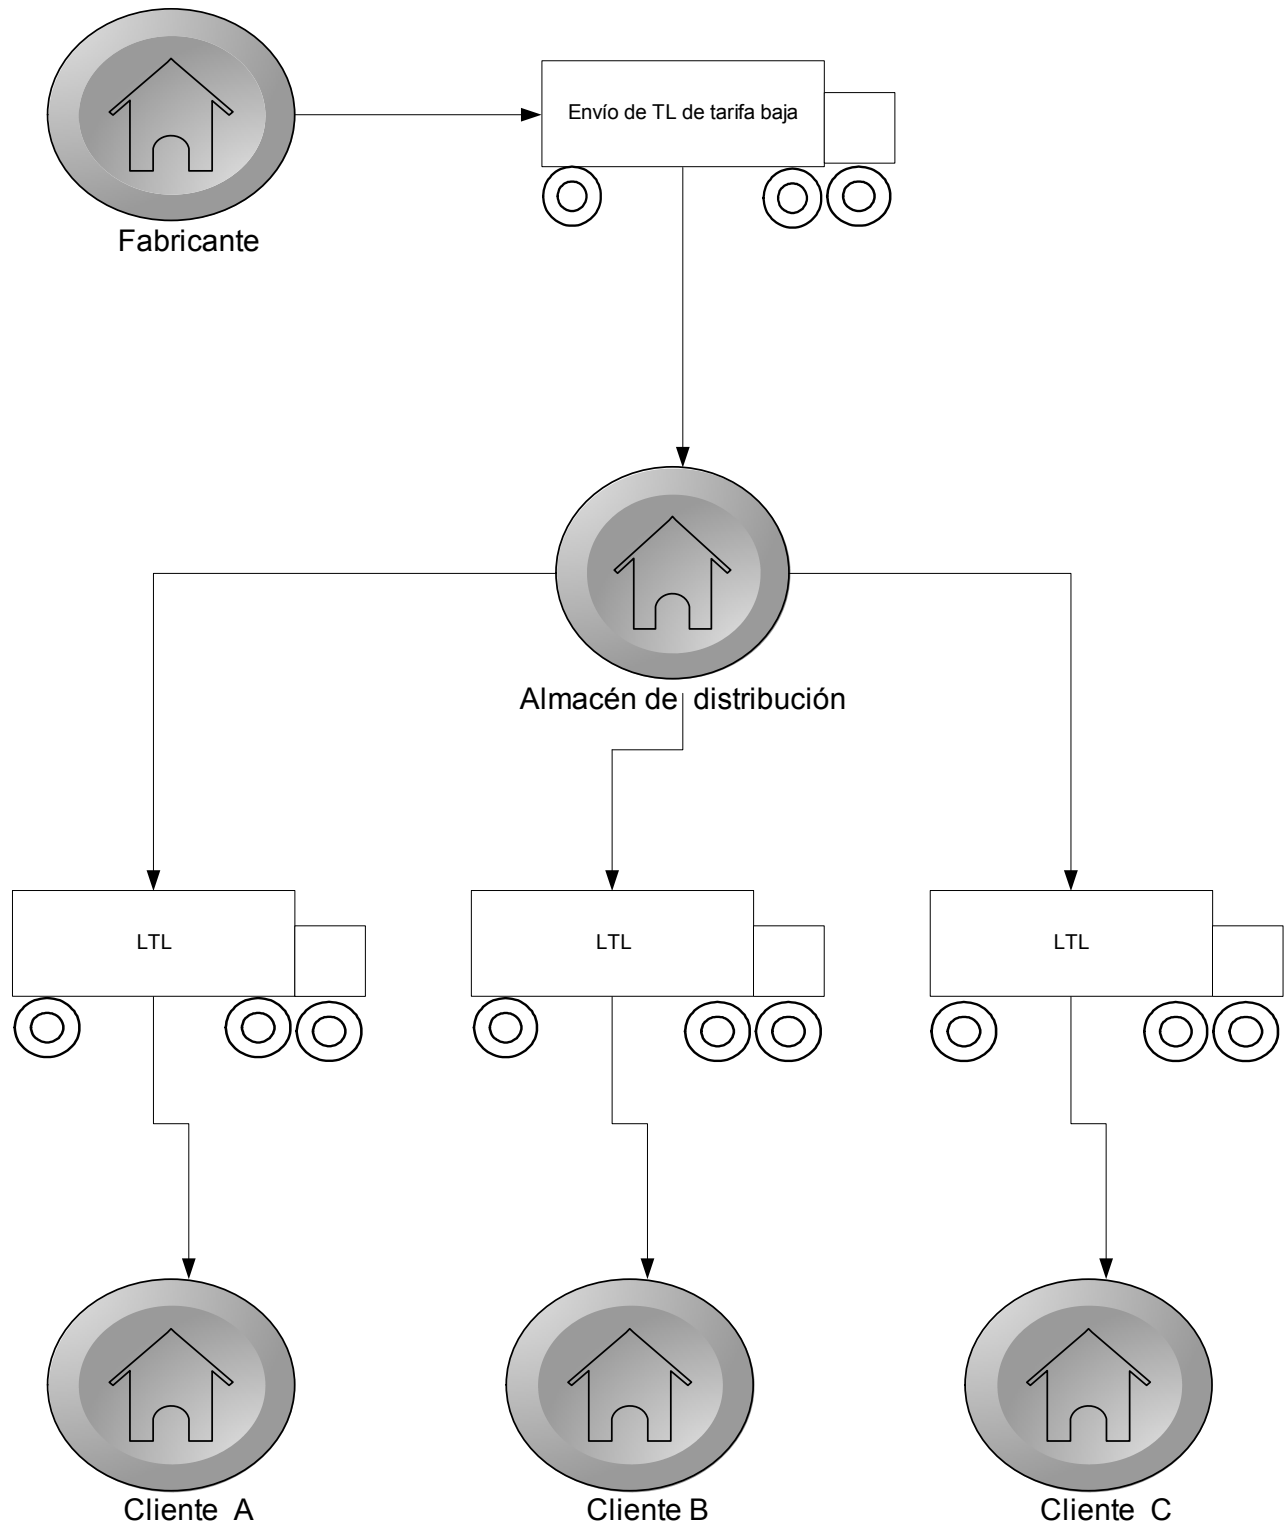 Envío de TL de tarifa baja
Fabricante
Almacén de distribución
LTL
LTL
LTL
Cliente A
Cliente B
Cliente C